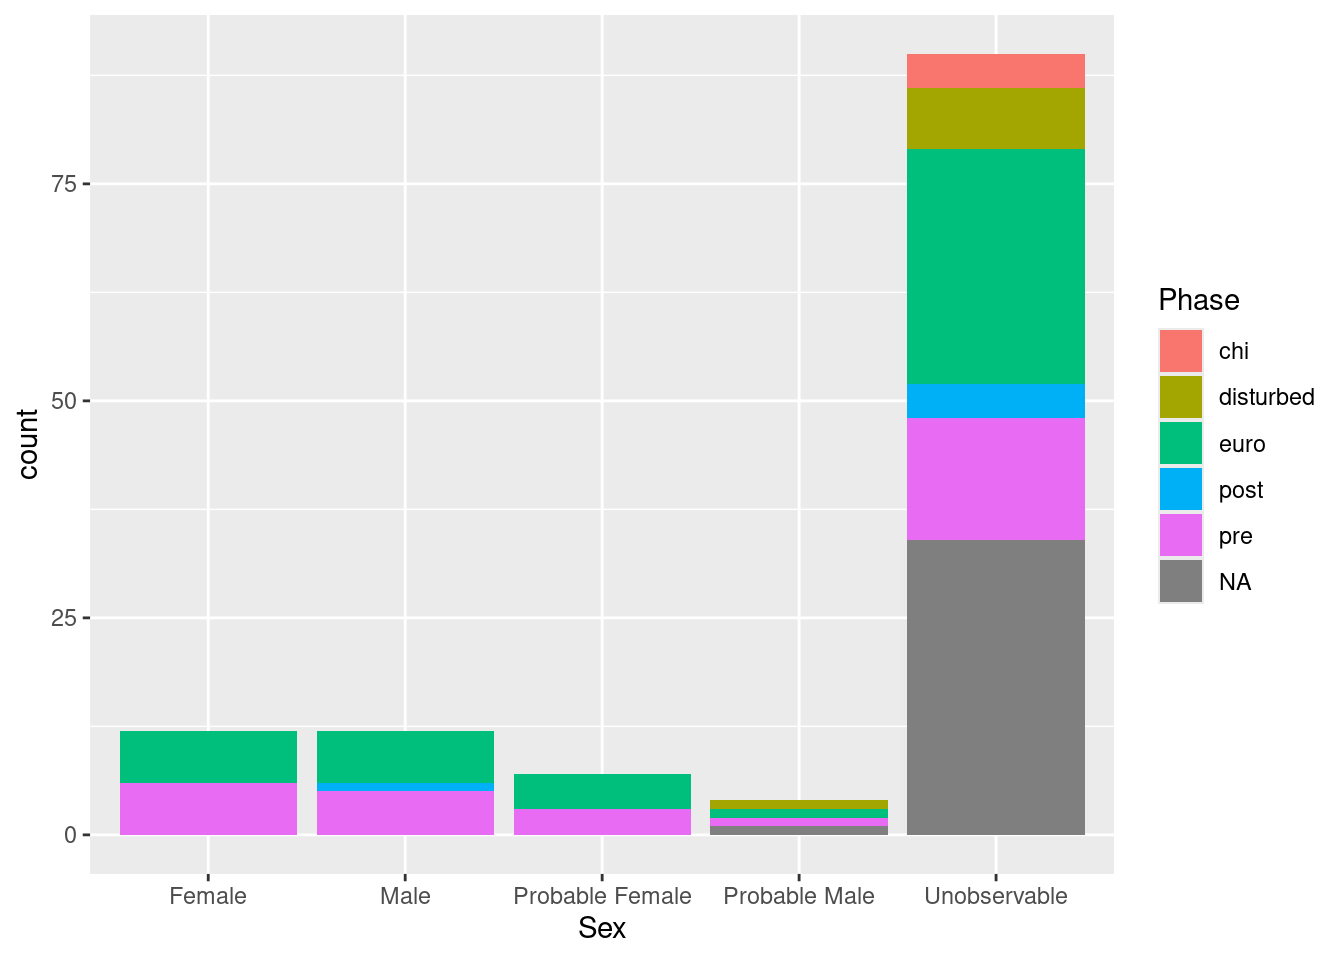 count
75
50
25
0
Female
Male
Probable Female
Probable Male
Unobservable
Sex
Phase
chi
disturbed
euro
post
pre
NA